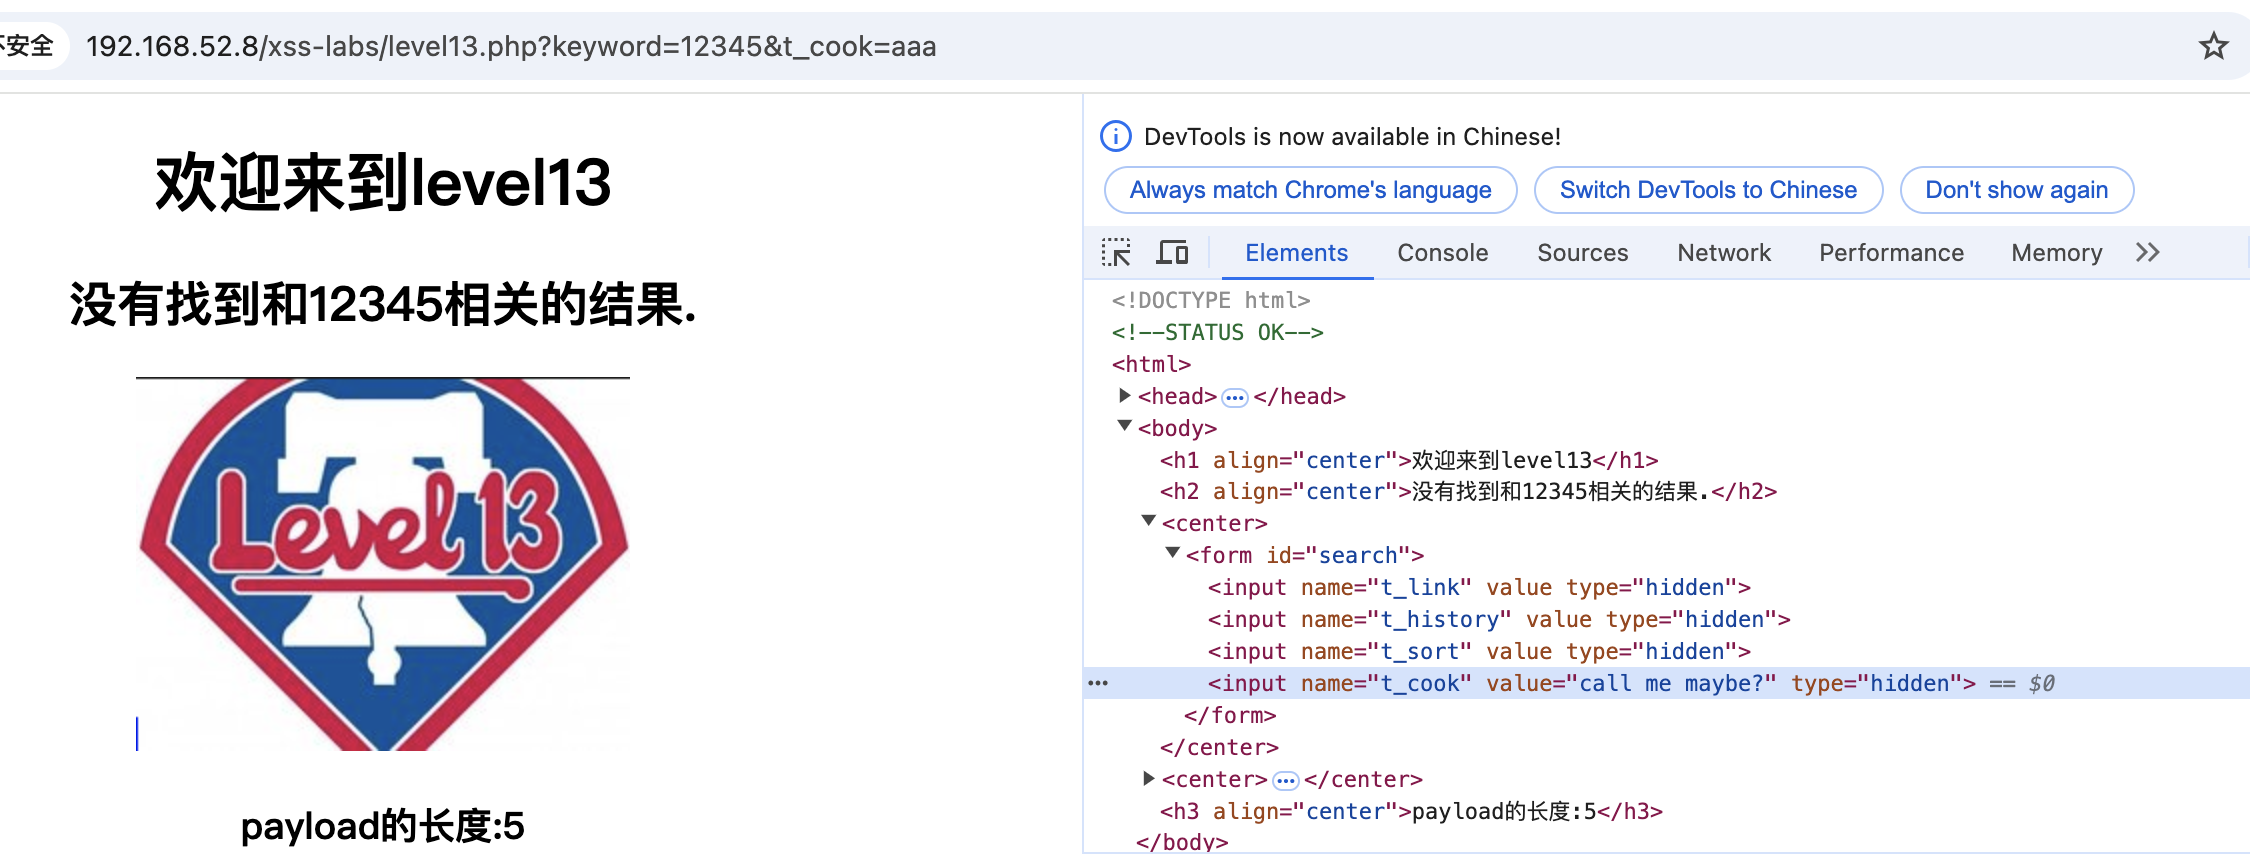 不安全 192.168.52.8/xss-labs/level13.php?keyword=12345&t_cook=aaa
欢迎来到level13
没有找到和12345相关的结果.
Level 13
payload的长度:5
DevTools is now available in Chinese!
Always match Chrome's language Switch DevTools to Chinese Don't show again
Elements Console Sources Network Performance Memory
<!DOCTYPE html>
<!--STATUS OK-->
<html>
<head> ••• </head>
<body>
<h1 align="center">欢迎来到level13</h1>
<h2 align="center">没有找到和12345相关的结果.</h2>
<center>
<form id="search">
<input name="t_link" value type="hidden">
<input name="t_history" value type="hidden">
<input name="t_sort" value type="hidden">
<input name="t_cook" value="call me maybe?" type="hidden"> == $0
</form>
</center>
<center> ••• </center>
<h3 align="center">payload的长度:5</h3>
</body>